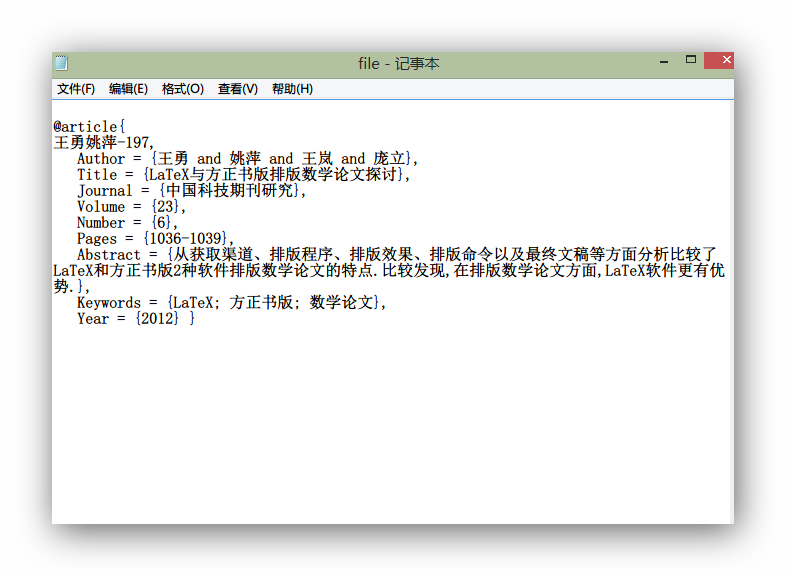 file - 记事本
文件(F) 编辑(E) 格式(O) 查看(V) 帮助(H)
@article{
王勇姚萍-197,
Author = {王勇 and 姚萍 and 王岚 and 庞立},
Title = {LaTeX与方正书版排版数学论文探讨},
Journal = {中国科技期刊研究},
Volume = {23},
Number = {6},
Pages = {1036-1039},
Abstract = {从获取渠道、排版程序、排版效果、排版命令以及最终文稿等方面分析比较了
LaTeX和方正书版2种软件排版数学论文的特点.比较发现,在排版数学论文方面,LaTeX软件更有优
势.},
Keywords = {LaTeX; 方正书版; 数学论文},
Year = {2012} }